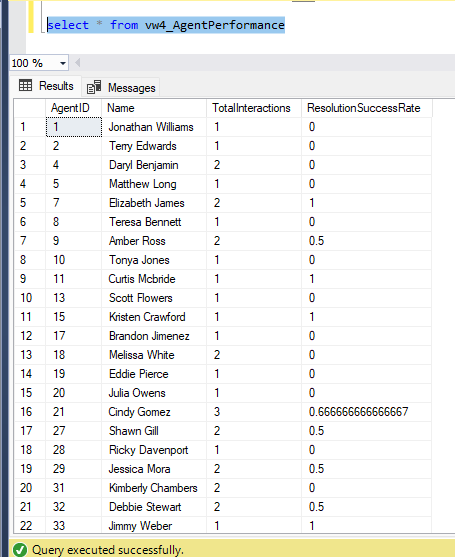 select * from vw4_AgentPerformance
100 %
Results Messages
AgentID Name TotalInteractions ResolutionSuccessRate
1 1 Jonathan Williams 1 0
2 2 Terry Edwards 1 0
3 4 Daryl Benjamin 2 0
4 5 Matthew Long 1 0
5 7 Elizabeth James 2 1
6 8 Teresa Bennett 1 0
7 9 Amber Ross 2 0.5
8 10 Tonya Jones 1 0
9 11 Curtis Mcbride 1 1
10 13 Scott Flowers 1 0
11 15 Kristen Crawford 1 1
12 17 Brandon Jimenez 1 0
13 18 Melissa White 2 0
14 19 Eddie Pierce 1 0
15 20 Julia Owens 1 0
16 21 Cindy Gomez 3 0.666666666666667
17 27 Shawn Gill 2 0.5
18 28 Ricky Davenport 1 0
19 29 Jessica Mora 2 0.5
20 31 Kimberly Chambers 2 0
21 32 Debbie Stewart 2 0.5
22 33 Jimmy Weber 1 1
Query executed successfully.